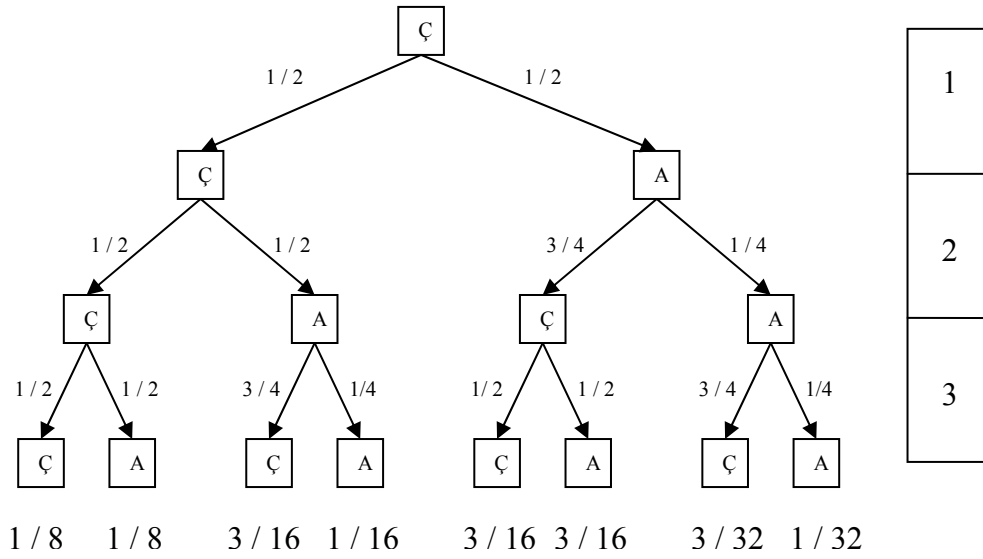 Ç
1 / 2 1 / 2
1
Ç A
1 / 2 1 / 2 3 / 4 1 / 4
2
Ç A Ç A
1 / 2 1 / 2 3 / 4 1/4 1 / 2 1 / 2 3 / 4 1/4
3
Ç A Ç A Ç A Ç A
1 / 8 1 / 8 3 / 16 1 / 16 3 / 16 3 / 16 3 / 32 1 / 32